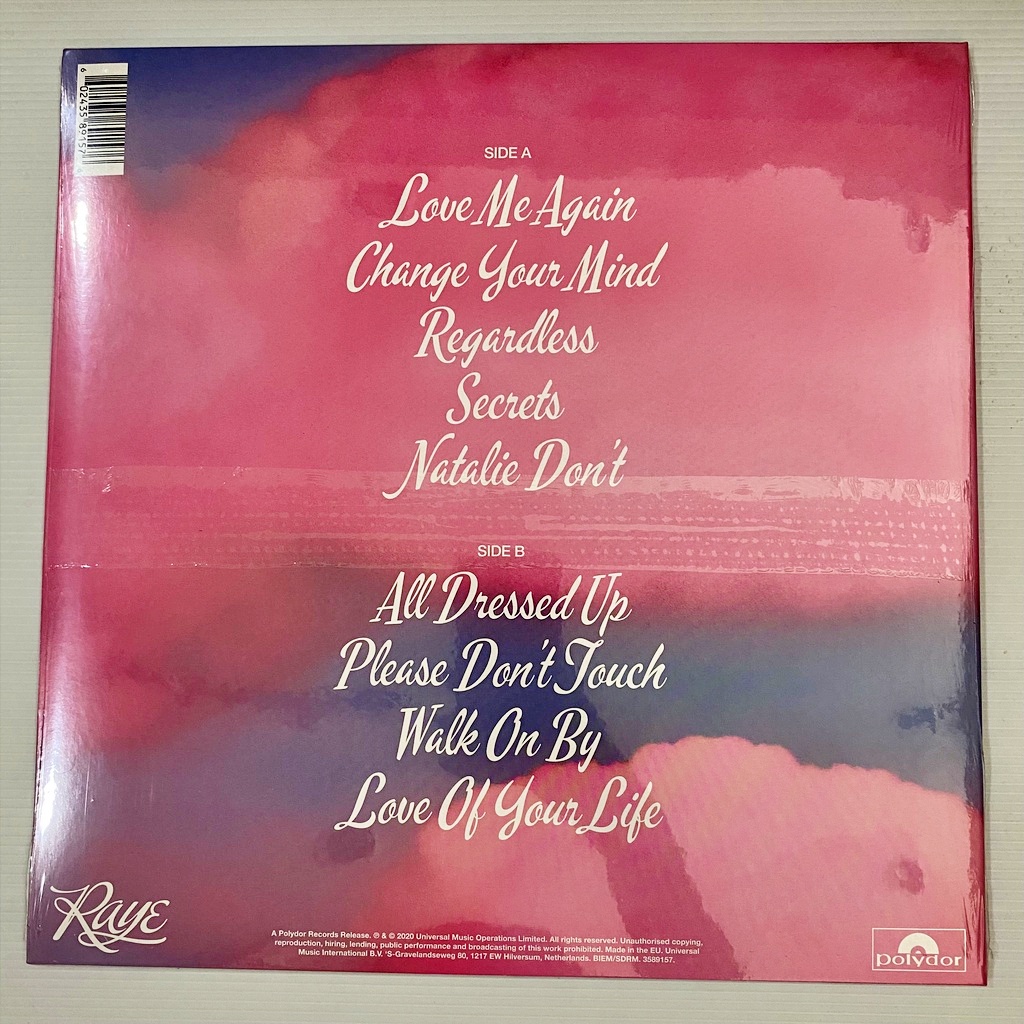 6 02435 89157
SIDE A
Love Me Again
Change Your Mind
Regardless
Secrets
Natalie Don't
SIDE B
All Dressed Up
Please Don't Touch
Walk On By
Love Of Your Life
RAYE
A Polydor Records Release. ℗ & © 2020 Universal Music Operations Limited. All rights reserved. Unauthorised copying,
reproduction, hiring, lending, public performance and broadcasting of this work prohibited. Made in the EU. Universal
Music International B.V. 'S-Gravelandseweg 80, 1217 EW Hilversum, Netherlands. BIEM/SDRM. 3589157.
polydor